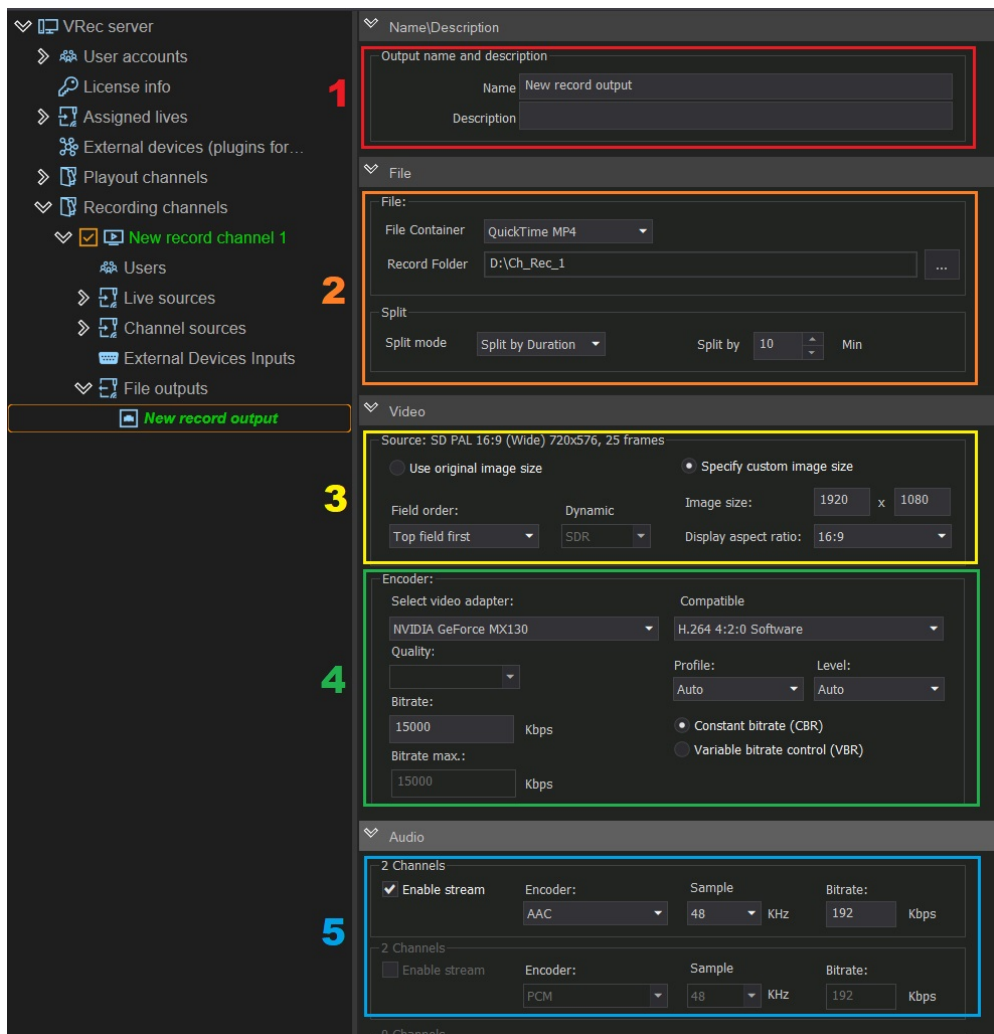 VRec server
User accounts
License info
Assigned lives
External devices (plugins for...
Playout channels
Recording channels
New record channel 1
Users
Live sources
Channel sources
External Devices Inputs
File outputs
New record output
Name\Description
1
Output name and description
Name New record output
Description
File
2
File:
File Container QuickTime MP4
Record Folder D:\Ch_Rec_1 ...
Split
Split mode Split by Duration Split by 10 Min
Video
3
Source: SD PAL 16:9 (Wide) 720x576, 25 frames
Use original image size Specify custom image size
Image size: 1920 x 1080
Field order: Dynamic
Top field first SDR Display aspect ratio: 16:9
4
Encoder:
Select video adapter: Compatible
NVIDIA GeForce MX130 H.264 4:2:0 Software
Quality:
Profile: Level:
Auto Auto
Bitrate:
15000 Kbps
Constant bitrate (CBR)
Variable bitrate control (VBR)
Bitrate max.:
15000 Kbps
Audio
5
2 Channels
Enable stream Encoder: Sample Bitrate:
AAC 48 KHz 192 Kbps
2 Channels
Enable stream Encoder: Sample Bitrate:
PCM 48 KHz 192 Kbps